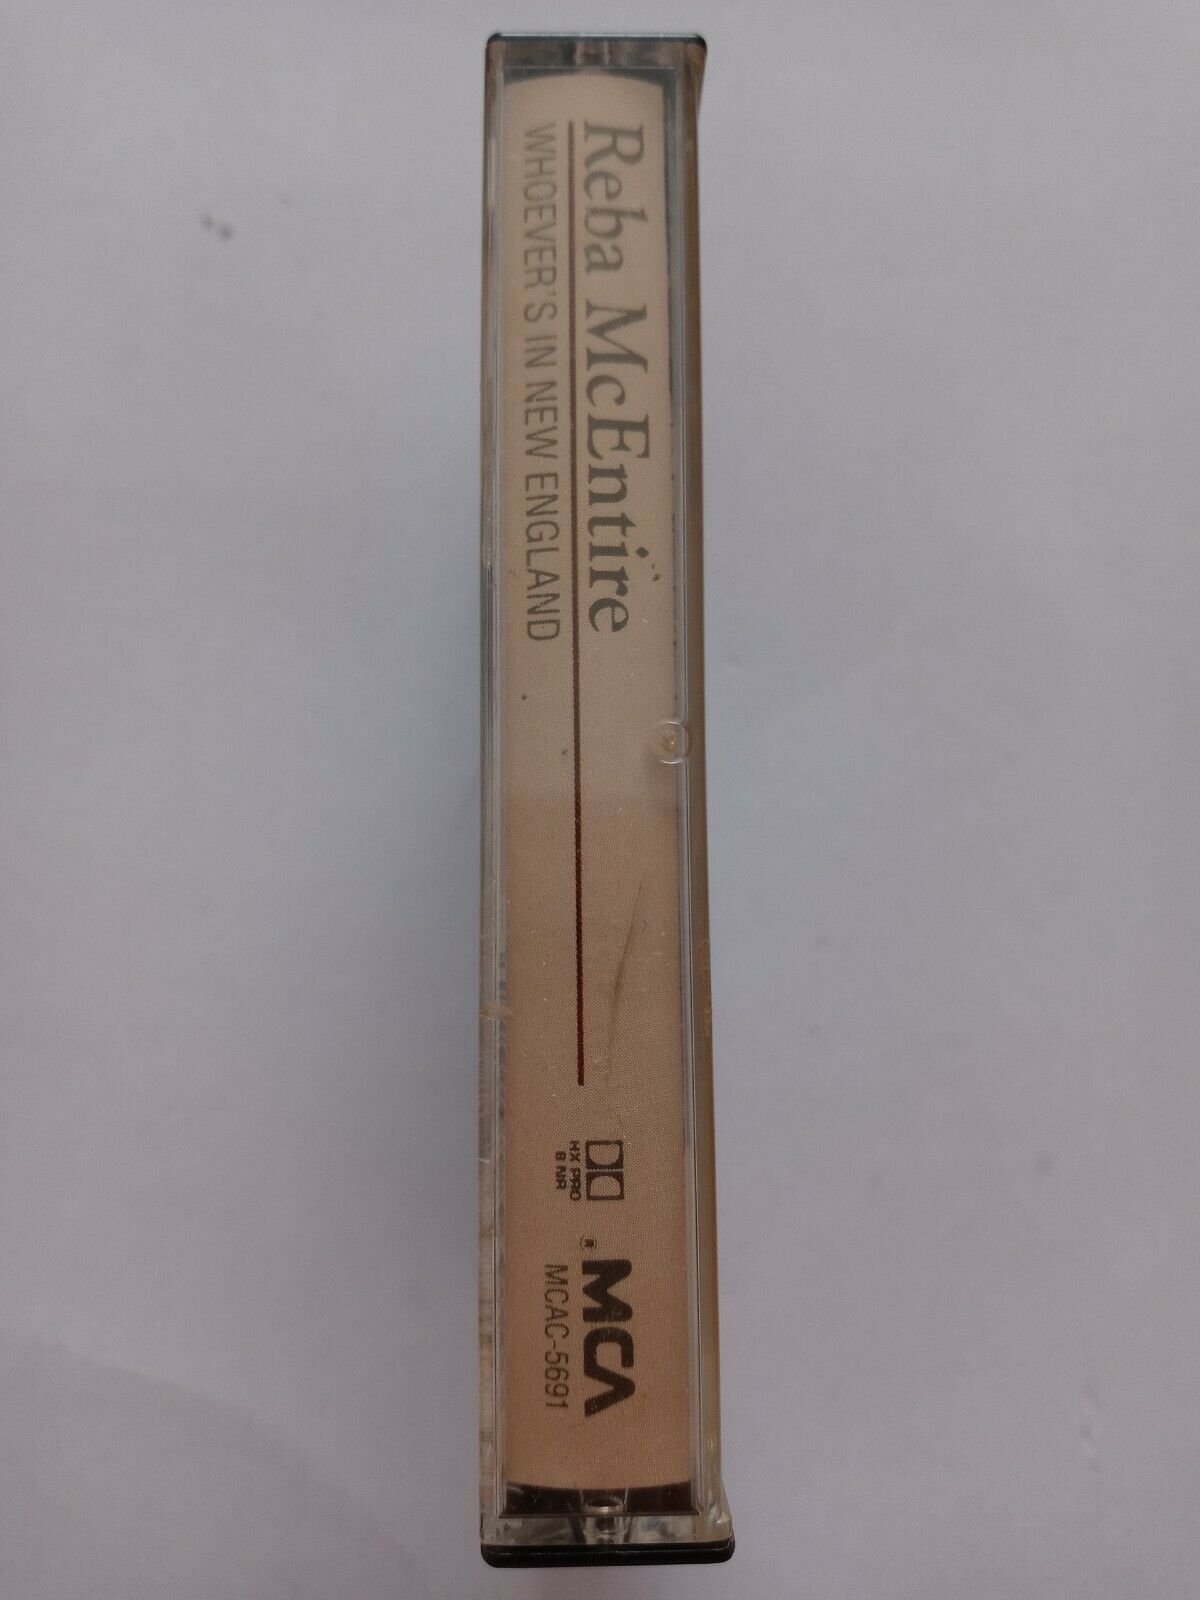 Reba McEntire
WHOEVER'S IN NEW ENGLAND
HX PRO
B NR
®
MCA
MCAC-5691